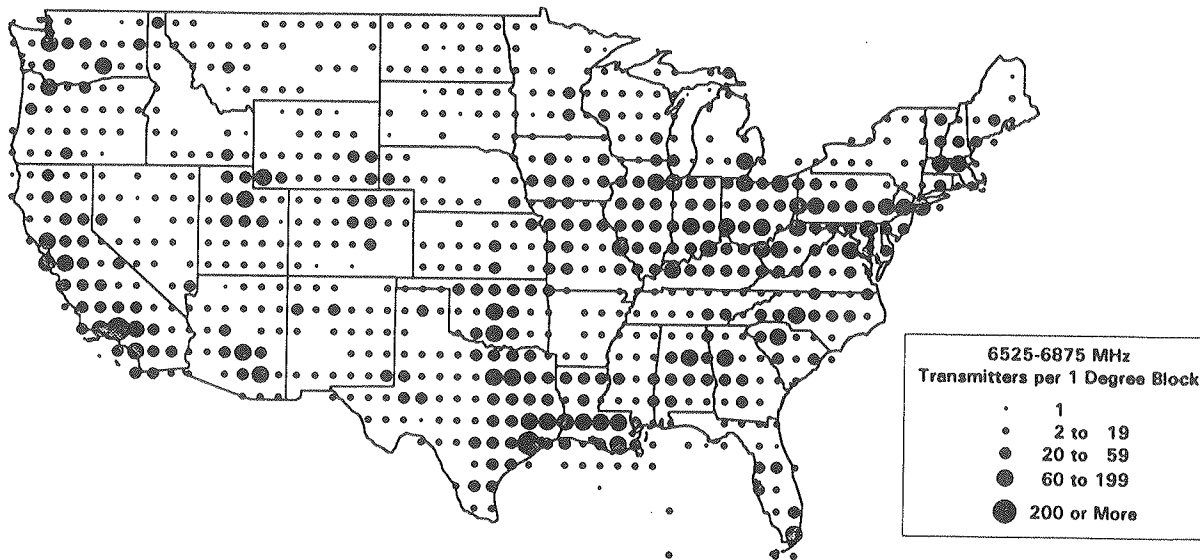 6525-6875 MHz
Transmitters per 1 Degree Block
1
2 to 19
20 to 59
60 to 199
200 or More